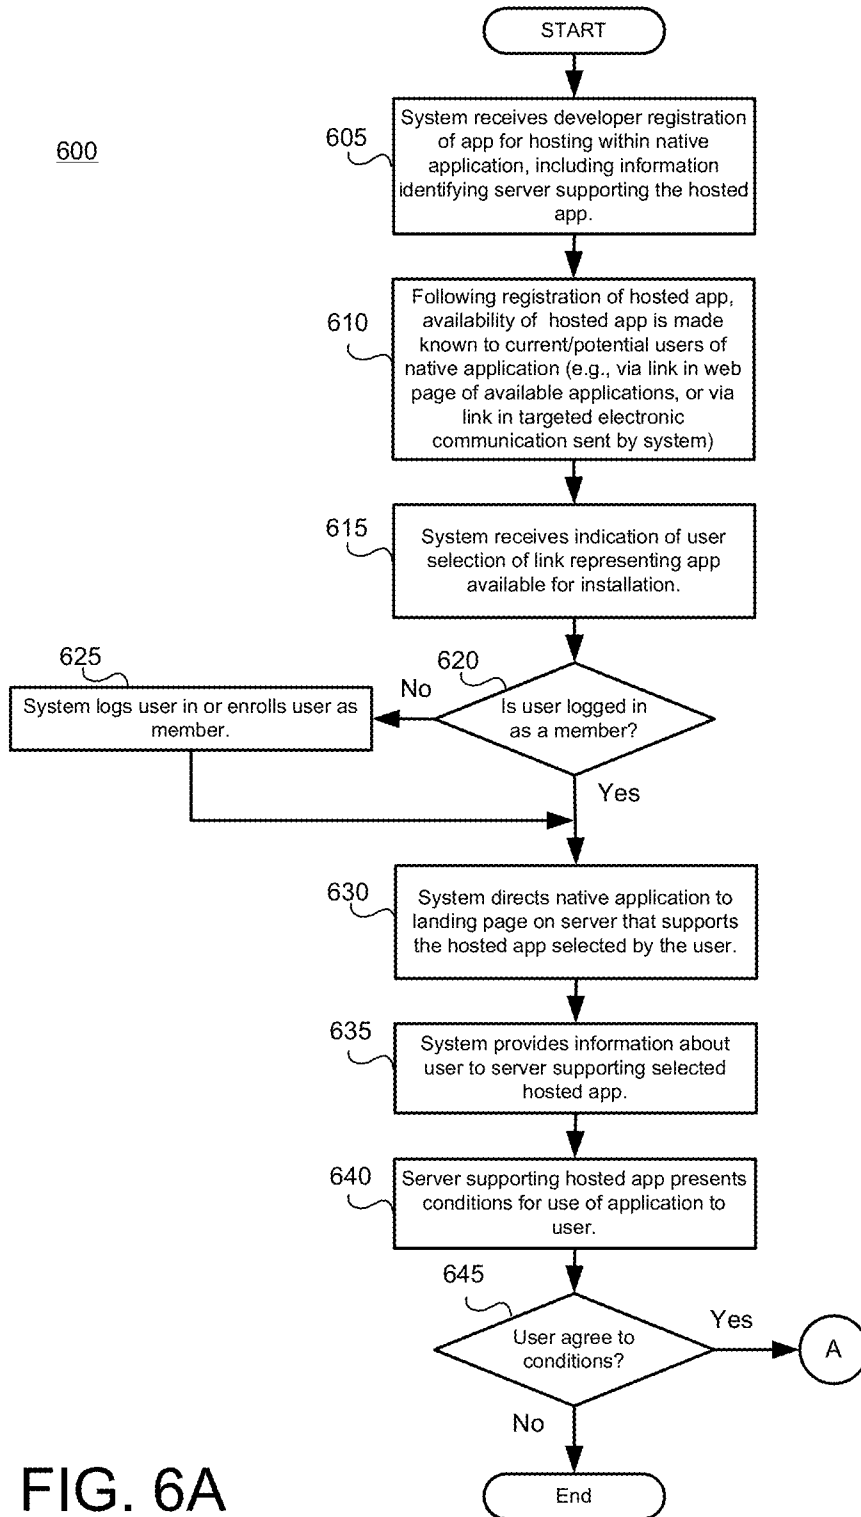 START
600
605
System receives developer registration
of app for hosting within native
application, including information
identifying server supporting the hosted
app.
610
Following registration of hosted app,
availability of hosted app is made
known to current/potential users of
native application (e.g., via link in web
page of available applications, or via
link in targeted electronic
communication sent by system)
615
System receives indication of user
selection of link representing app
available for installation.
620
Is user logged in
as a member?
No
625
System logs user in or enrolls user as
member.
Yes
630
System directs native application to
landing page on server that supports
the hosted app selected by the user.
635
System provides information about
user to server supporting selected
hosted app.
640
Server supporting hosted app presents
conditions for use of application to
user.
645
User agree to
conditions?
Yes
A
No
End
FIG. 6A